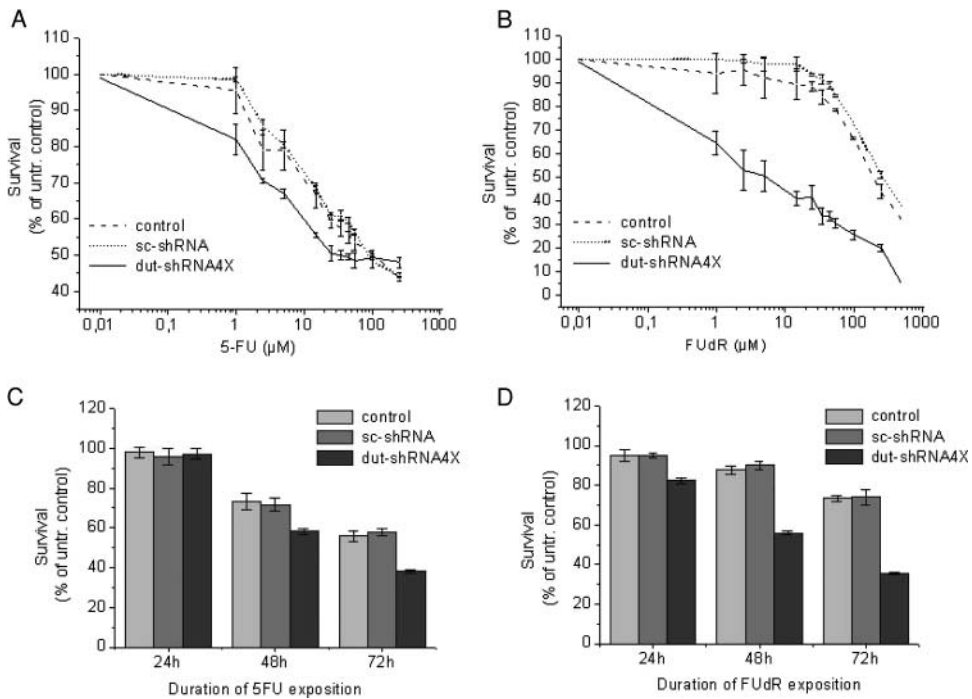 A
100
90
80
70
60
50
40
Survival
(% of untr. control)
control
sc-shRNA
dut-shRNA4X
0,01 0,1 1 10 100 1000
5-FU (µM)
B
100
90
80
70
60
50
40
30
20
10
0
Survival
(% of untr. control)
control
sc-shRNA
dut-shRNA4X
0,01 0,1 1 10 100 1000
FUdR (µM)
C
120
100
80
60
40
20
0
Survival
(% of untr. control)
control
sc-shRNA
dut-shRNA4X
24h 48h 72h
Duration of 5FU exposition
D
120
100
80
60
40
20
0
Survival
(% of untr. control)
control
sc-shRNA
dut-shRNA4X
24h 48h 72h
Duration of FUdR exposition